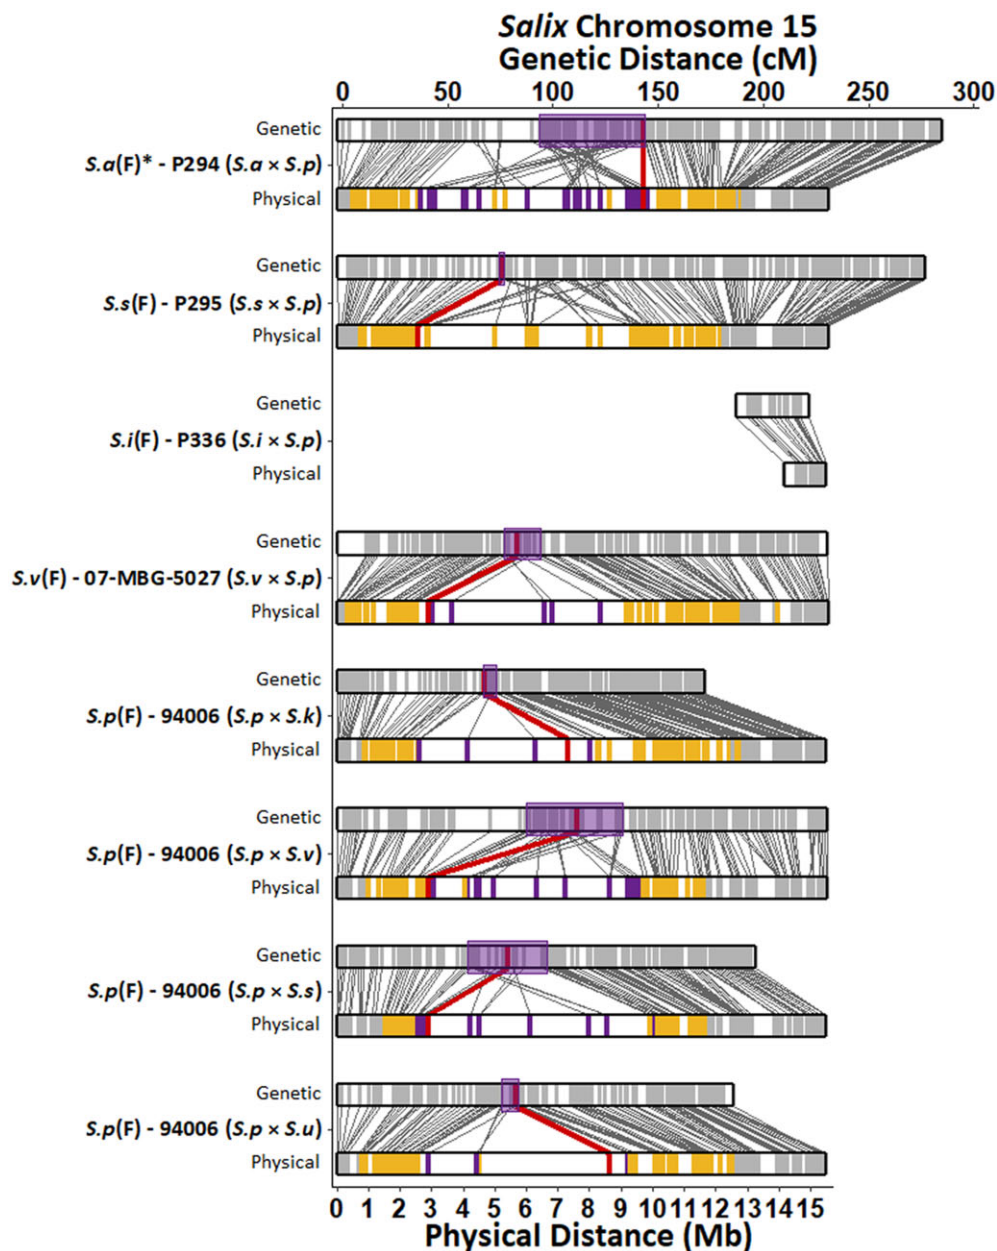 Salix Chromosome 15
Genetic Distance (cM)
0 50 100 150 200 250 300
Genetic
S.a(F)* - P294 (S.a × S.p)
Physical
Genetic
S.s(F) - P295 (S.s × S.p)
Physical
Genetic
S.i(F) - P336 (S.i × S.p)
Physical
Genetic
S.v(F) - 07-MBG-5027 (S.v × S.p)
Physical
Genetic
S.p(F) - 94006 (S.p × S.k)
Physical
Genetic
S.p(F) - 94006 (S.p × S.v)
Physical
Genetic
S.p(F) - 94006 (S.p × S.s)
Physical
Genetic
S.p(F) - 94006 (S.p × S.u)
Physical
0 1 2 3 4 5 6 7 8 9 10 11 12 13 14 15
Physical Distance (Mb)